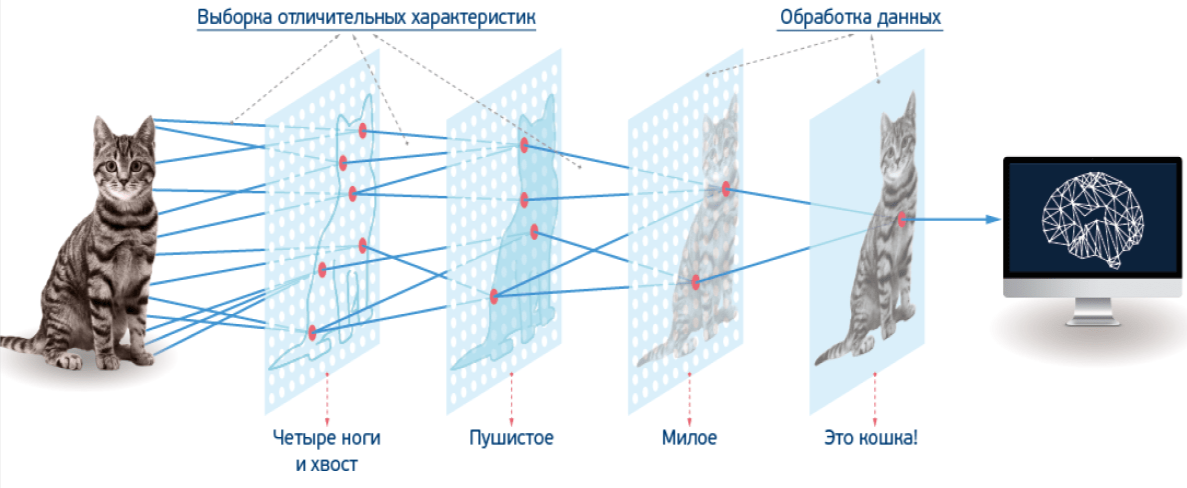 Выборка отличительных характеристик
Обработка данных
Четыре ноги
и хвост
Пушистое
Милое
Это кошка!